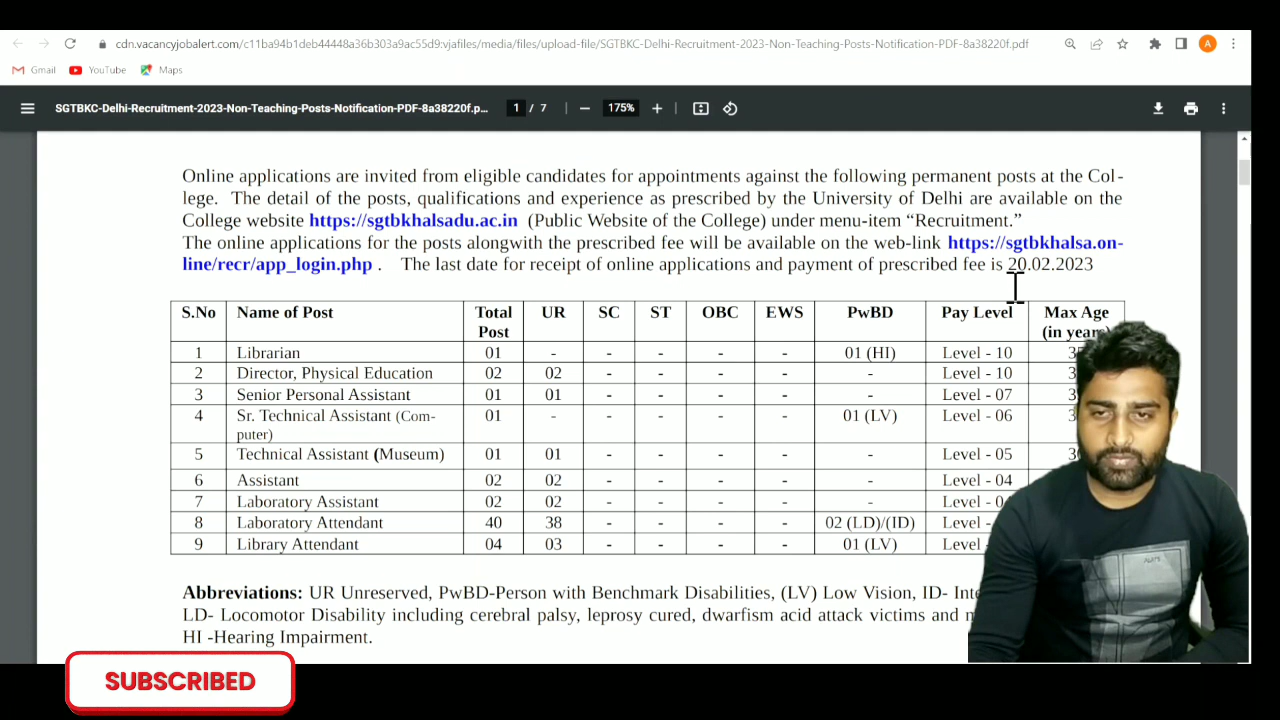 cdn.vacancyjobalert.com/c11ba94b1deb44448a36b303a9ac55d9:vjafiles/media/files/upload-file/SGTBKC-Delhi-Recruitment-2023-Non-Teaching-Posts-Notification-PDF-8a38220f.pdf
A
Gmail YouTube Maps
SGTBKC-Delhi-Recruitment-2023-Non-Teaching-Posts-Notification-PDF-8a38220f.p... 1 / 7 175%
Online applications are invited from eligible candidates for appointments against the following permanent posts at the Col-
lege. The detail of the posts, qualifications and experience as prescribed by the University of Delhi are available on the
College website https://sgtbkhalsadu.ac.in (Public Website of the College) under menu-item “Recruitment.”
The online applications for the posts alongwith the prescribed fee will be available on the web-link https://sgtbkhalsa.on-
line/recr/app_login.php . The last date for receipt of online applications and payment of prescribed fee is 20.02.2023
S.No Name of Post Total Post UR SC ST OBC EWS PwBD Pay Level Max Age (in years)
1 Librarian 01 - - - - - 01 (HI) Level - 10
2 Director, Physical Education 02 02 - - - - - Level - 10
3 Senior Personal Assistant 01 01 - - - - - Level - 07
4 Sr. Technical Assistant (Com-
puter) 01 - - - - - 01 (LV) Level - 06
5 Technical Assistant (Museum) 01 01 - - - - - Level - 05
6 Assistant 02 02 - - - - - Level - 04
7 Laboratory Assistant 02 02 - - - - - Level - 04
8 Laboratory Attendant 40 38 - - - - 02 (LD)/(ID) Level -
9 Library Attendant 04 03 - - - - 01 (LV) Level
Abbreviations: UR Unreserved, PwBD-Person with Benchmark Disabilities, (LV) Low Vision, ID-
LD- Locomotor Disability including cerebral palsy, leprosy cured, dwarfism acid attack victims and
HI -Hearing Impairment.
SUBSCRIBED